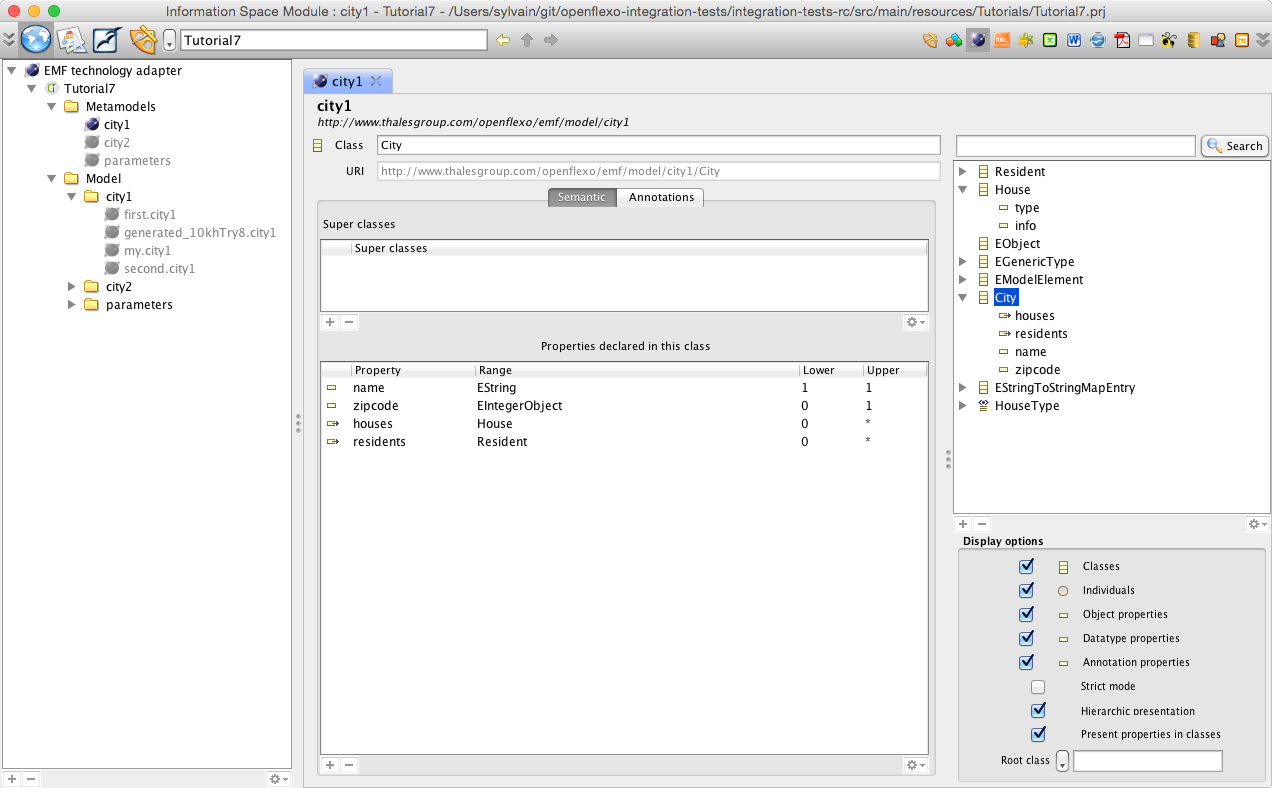 Information Space Module : city1 - Tutorial7 - /Users/sylvain/git/openflexo-integration-tests/integration-tests-rc/src/main/resources/Tutorials/Tutorial7.prj
Tutorial7
EMF technology adapter
Tutorial7
Metamodels
city1
city2
parameters
Model
city1
first.city1
generated_10khTry8.city1
my.city1
second.city1
city2
parameters
city1
city1
http://www.thalesgroup.com/openflexo/emf/model/city1
Class City
URI http://www.thalesgroup.com/openflexo/emf/model/city1/City
Semantic Annotations
Super classes
Super classes
Properties declared in this class
Property Range Lower Upper
name EString 1 1
zipcode EIntegerObject 0 1
houses House 0 *
residents Resident 0 *
Search
Resident
House
type
info
EObject
EGenericType
EModelElement
City
houses
residents
name
zipcode
EStringToStringMapEntry
HouseType
Display options
Classes
Individuals
Object properties
Datatype properties
Annotation properties
Strict mode
Hierarchic presentation
Present properties in classes
Root class